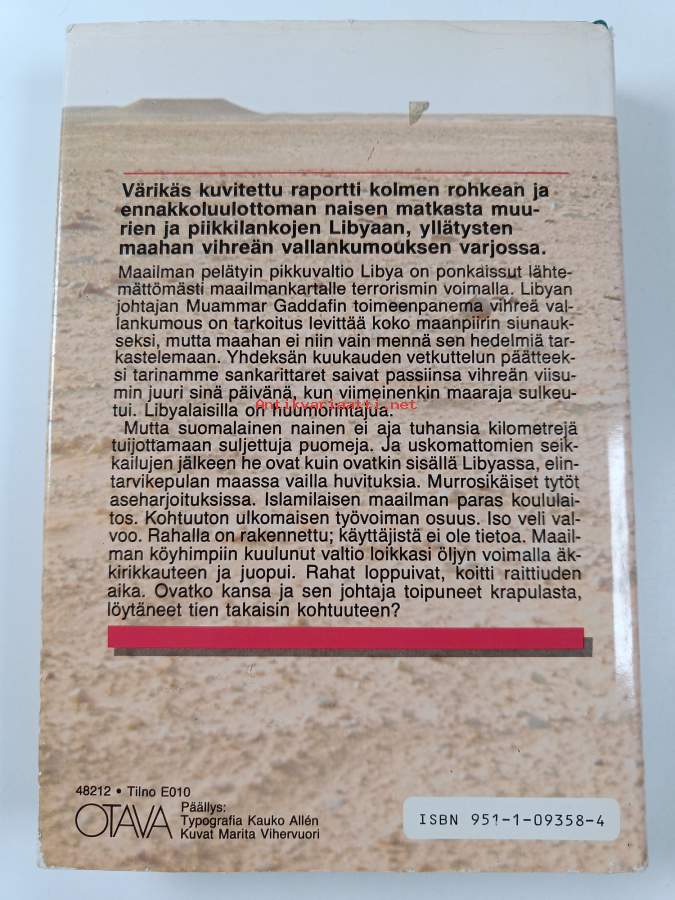 Värikäs kuvitettu raportti kolmen rohkean ja
ennakkoluulottoman naisen matkasta muu-
rien ja piikkilankojen Libyaan, yllätysten
maahan vihreän vallankumouksen varjossa.
Maailman pelätyin pikkuvaltio Libya on ponkaissut lähte-
mättömästi maailmankartalle terrorismin voimalla. Libyan
johtajan Muammar Gaddafin toimeenpanema vihreä val-
lankumous on tarkoitus levittää koko maanpiirin siunauk-
seksi, mutta maahan ei niin vain mennä sen hedelmiä tar-
kastelemaan. Yhdeksän kuukauden vetkuttelun päätteek-
si tarinamme sankarittaret saivat passiinsa vihreän viisu-
min juuri sinä päivänä, kun viimeinenkin maaraja sulkeu-
tui. Libyalaisilla on huumorintajua.
Antikvariaatti.net
Mutta suomalainen nainen ei aja tuhansia kilometrejä
tuijottamaan suljettuja puomeja. Ja uskomattomien seik-
kailujen jälkeen he ovat kuin ovatkin sisällä Libyassa, elin-
tarvikepulan maassa vailla huvituksia. Murrosikäiset tytöt
aseharjoituksissa. Islamilaisen maailman paras koululai-
tos. Kohtuuton ulkomaisen työvoiman osuus. Iso veli val-
voo. Rahalla on rakennettu; käyttäjistä ei ole tietoa. Maail-
man köyhimpiin kuulunut valtio loikkasi öljyn voimalla äk-
kirikkauteen ja juopui. Rahat loppuivat, koitti raittiuden
aika. Ovatko kansa ja sen johtaja toipuneet krapulasta,
löytäneet tien takaisin kohtuuteen?
48212 • Tilno E010
OTAVA
Päällys:
Typografia Kauko Allén
Kuvat Marita Vihervuori
ISBN 951-1-09358-4